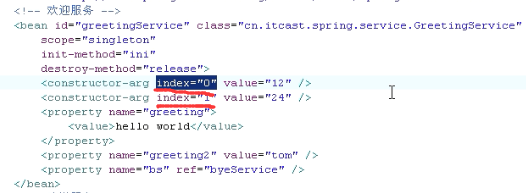 <!-- 欢迎服务 -->
<bean id="greetingService" class="cn.itcast.spring.service.GreetingService"
scope="singleton"
init-method="ini"
destroy-method="release">
<constructor-arg index="0" value="12" />
<constructor-arg index="1" value="24" />
<property name="greeting">
<value>hello world</value>
</property>
<property name="greeting2" value="tom" />
<property name="bs" ref="byeService" />
</bean>